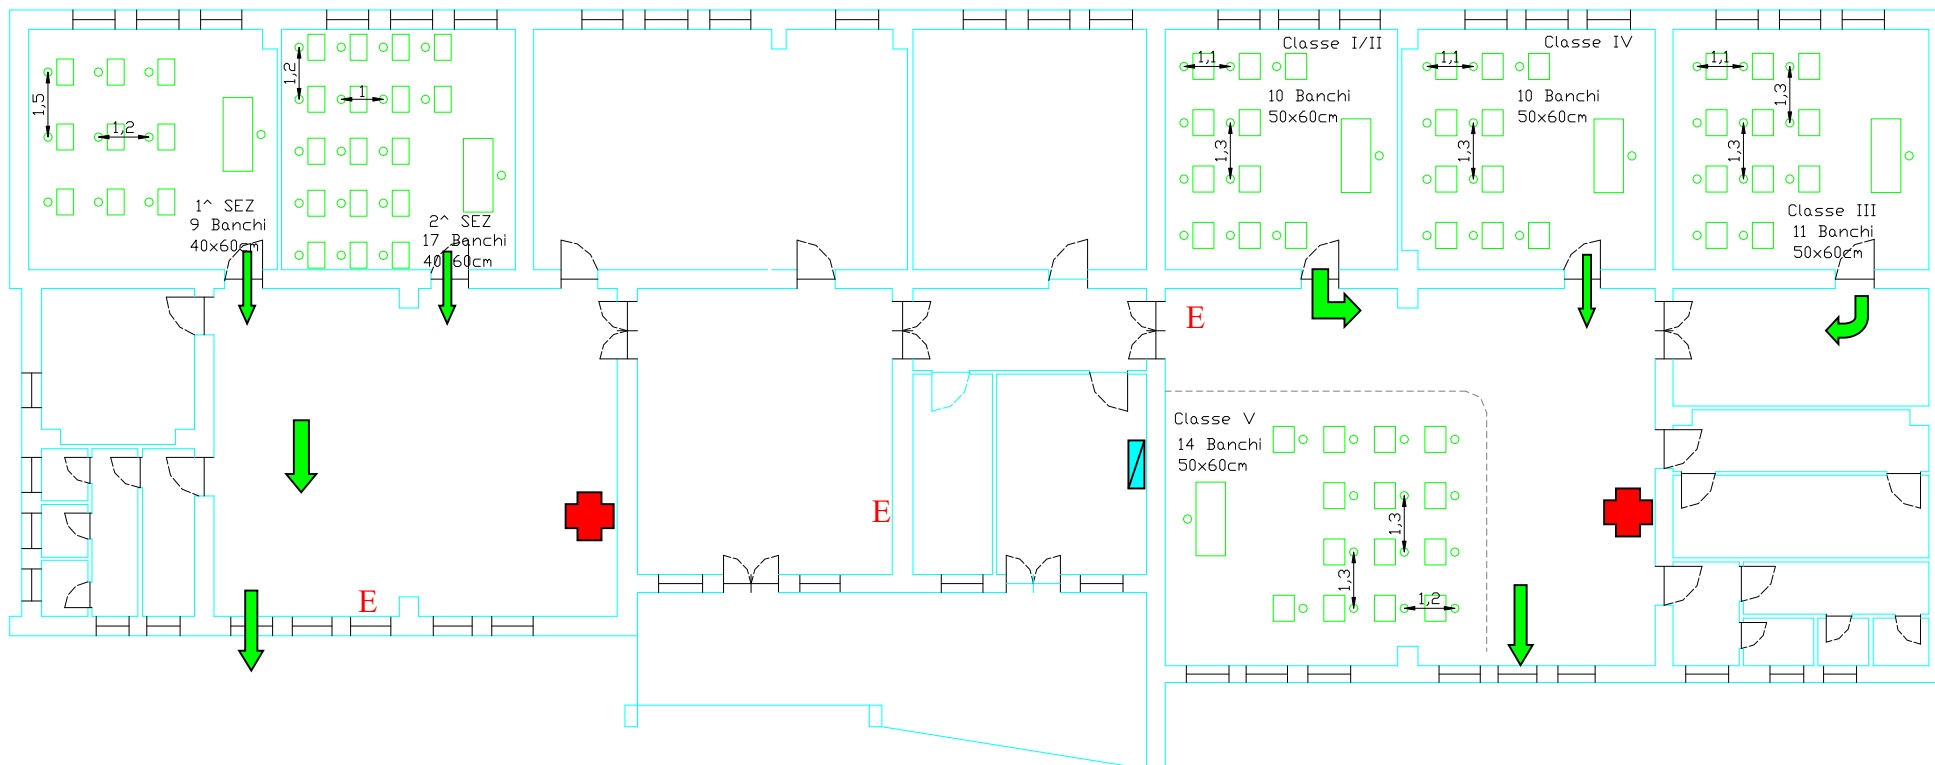 1,5
1,2
1^ SEZ
9 Banchi
40x60cm
1,2
1
2^ SEZ
17 Banchi
40x60cm
1,1
Classe I/II
10 Banchi
50x60cm
1,3
1,1
Classe IV
10 Banchi
50x60cm
1,3
1,1
1,3
1,3
Classe III
11 Banchi
50x60cm
E
Classe V
14 Banchi
50x60cm
1,3
1,3
1,2
E
E